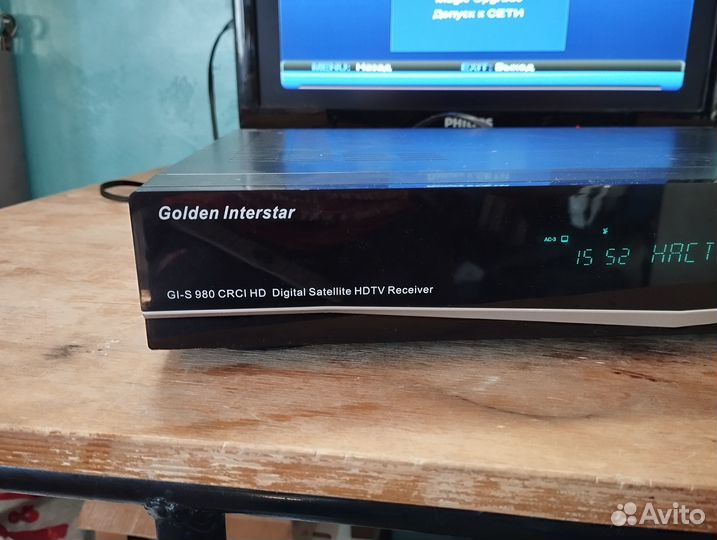 Допуск к СЕТИ
MENU: Назад EXIT: Выход
PHILIPS
Golden Interstar
AC-3
15 52 НАСТ
GI-S 980 CRCI HD Digital Satellite HDTV Receiver
Avito